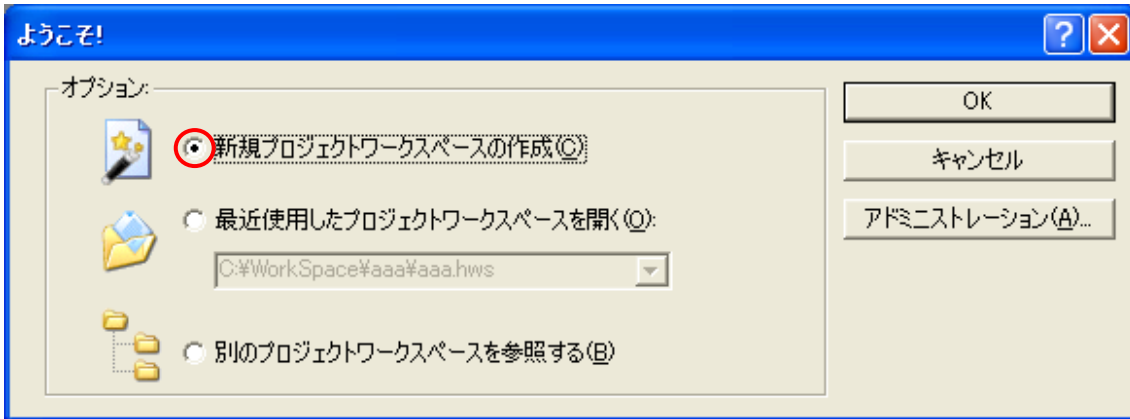 ようこそ!
オプション:
新規プロジェクトワークスペースの作成(C)
最近使用したプロジェクトワークスペースを開く(O):
C:¥WorkSpace¥aaa¥aaa.hws
別のプロジェクトワークスペースを参照する(B)
OK
キャンセル
アドミニストレーション(A)...